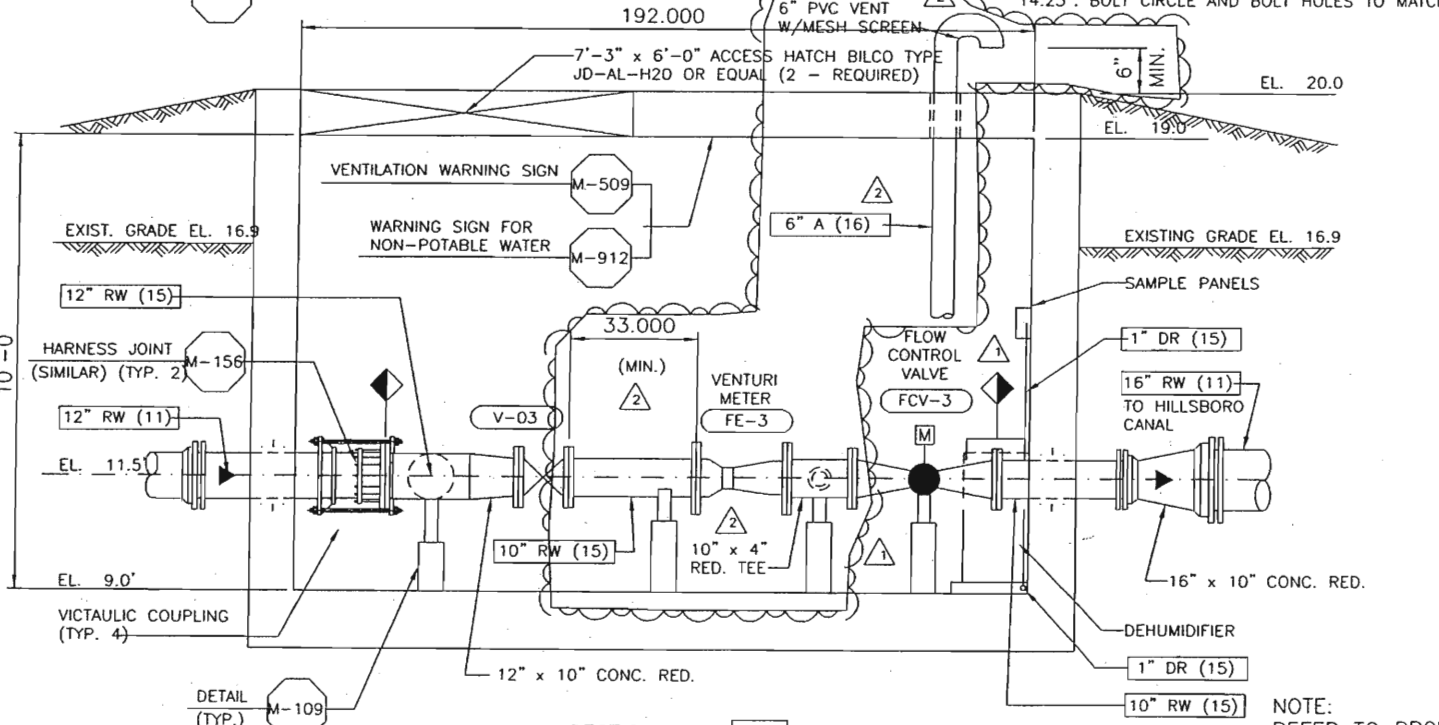 14.25". BOLT CIRCLE AND BOLT HOLES TO MATCH
192.000
6" PVC VENT
W/MESH SCREEN
7'-3" x 6'-0" ACCESS HATCH BILCO TYPE
JD-AL-H20 OR EQUAL (2 - REQUIRED)
6"
MIN.
EL. 20.0
EL. 19.0
VENTILATION WARNING SIGN
M-509
WARNING SIGN FOR
NON-POTABLE WATER
M-912
2
6" A (16)
EXIST. GRADE EL. 16.9
EXISTING GRADE EL. 16.9
SAMPLE PANELS
12" RW (15)
33.000
(MIN.)
2
FLOW
CONTROL
VALVE
FCV-3
1
1" DR (15)
HARNESS JOINT
(SIMILAR) (TYP. 2)
M-156
10'-0"
VENTURI
METER
FE-3
16" RW (11)
TO HILLSBORO
CANAL
12" RW (11)
V-03
M
EL. 11.5'
2
10" RW (15)
10" x 4"
RED. TEE
1
EL. 9.0'
16" x 10" CONC. RED.
VICTAULIC COUPLING
(TYP. 4)
DEHUMIDIFIER
12" x 10" CONC. RED.
1" DR (15)
DETAIL
(TYP.)
M-109
10" RW (15)
NOTE: